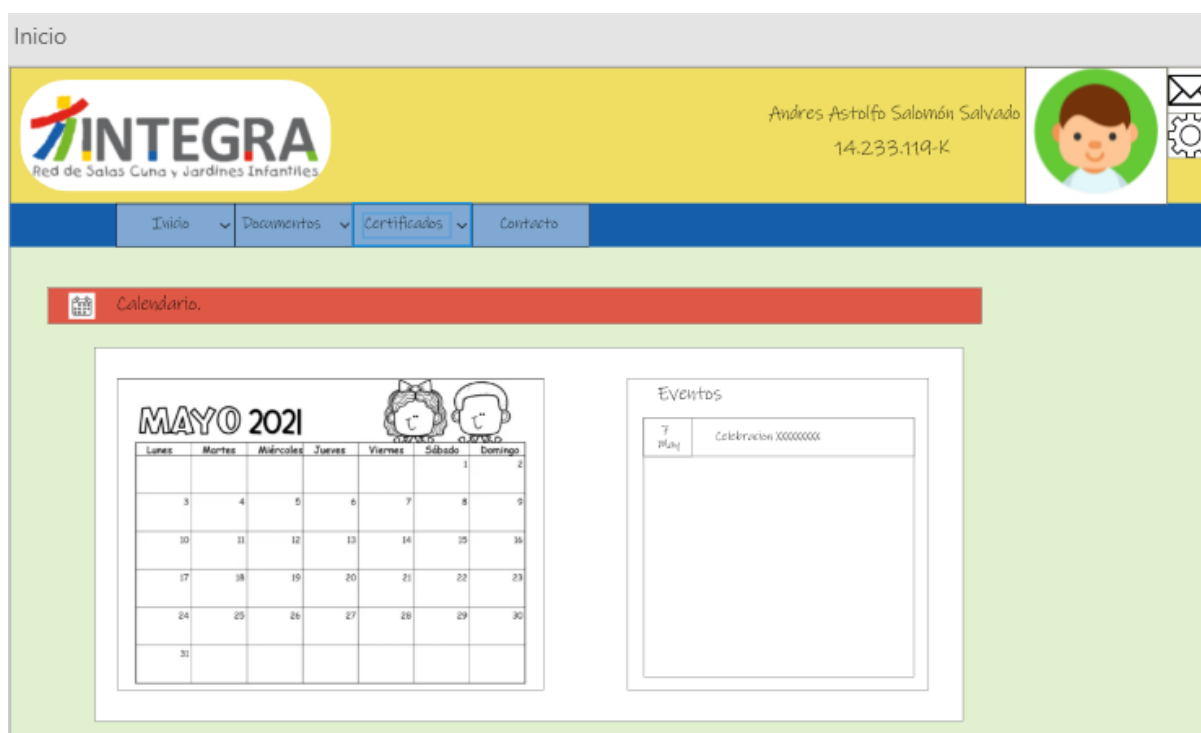 Inicio
INTEGRA
Red de Salas Cuna y Jardines Infantiles
Andres Astolfo Salomón Salvado
14.233.119-K
Inicio Documentos Certificados Contacto
Calendario.
MAYO 2021
Lunes Martes Miércoles Jueves Viernes Sábado Domingo
1 2
3 4 5 6 7 8 9
10 11 12 13 14 15 16
17 18 19 20 21 22 23
24 25 26 27 28 29 30
31
Eventos
7
May
Celebracion XXXXXXXXX